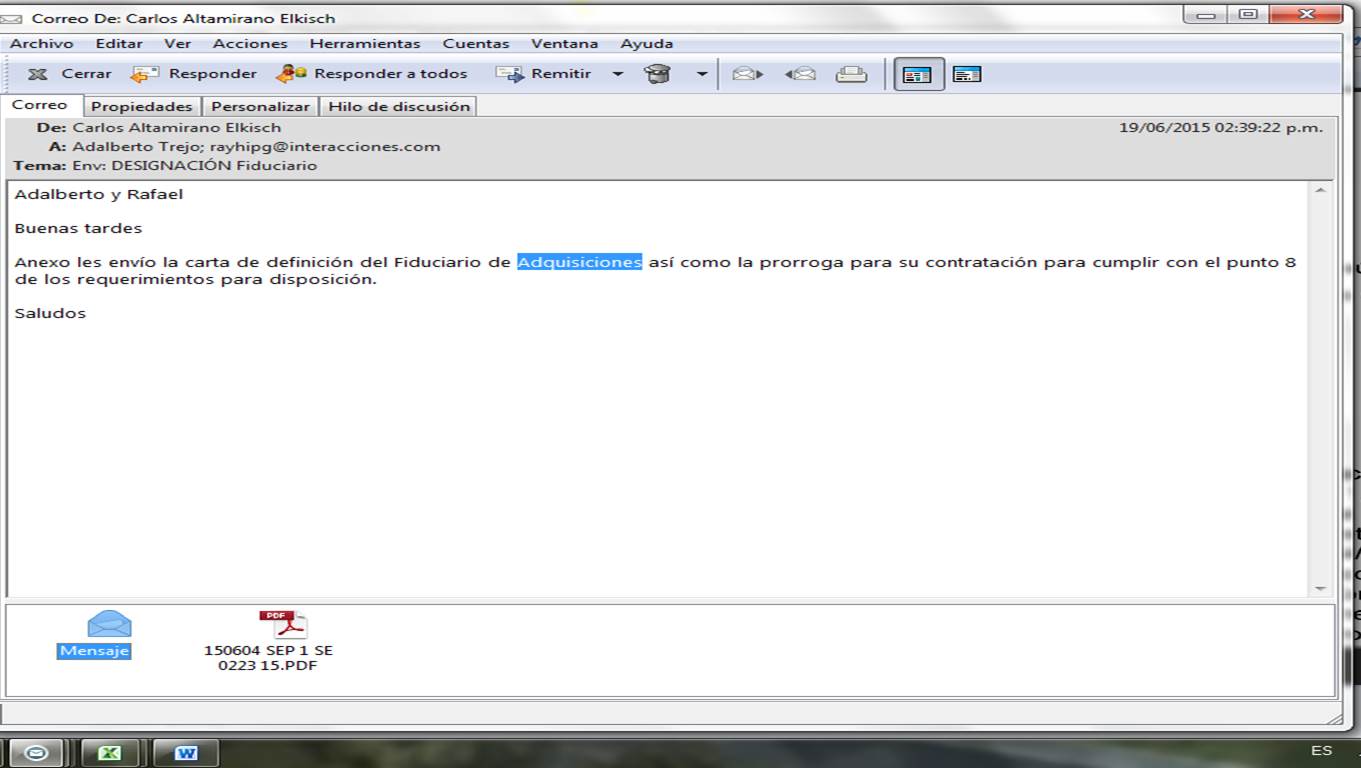 Correo De: Carlos Altamirano Elkisch
Archivo Editar Ver Acciones Herramientas Cuentas Ventana Ayuda
Cerrar Responder Responder a todos Remitir
Correo Propiedades Personalizar Hilo de discusión
De: Carlos Altamirano Elkisch 19/06/2015 02:39:22 p.m.
A: Adalberto Trejo; rayhipg@interacciones.com
Tema: Env: DESIGNACIÓN Fiduciario
Adalberto y Rafael
Buenas tardes
Anexo les envío la carta de definición del Fiduciario de Adquisiciones así como la prorroga para su contratación para cumplir con el punto 8
de los requerimientos para disposición.
Saludos
Mensaje
PDF
150604 SEP 1 SE
0223 15.PDF
ES